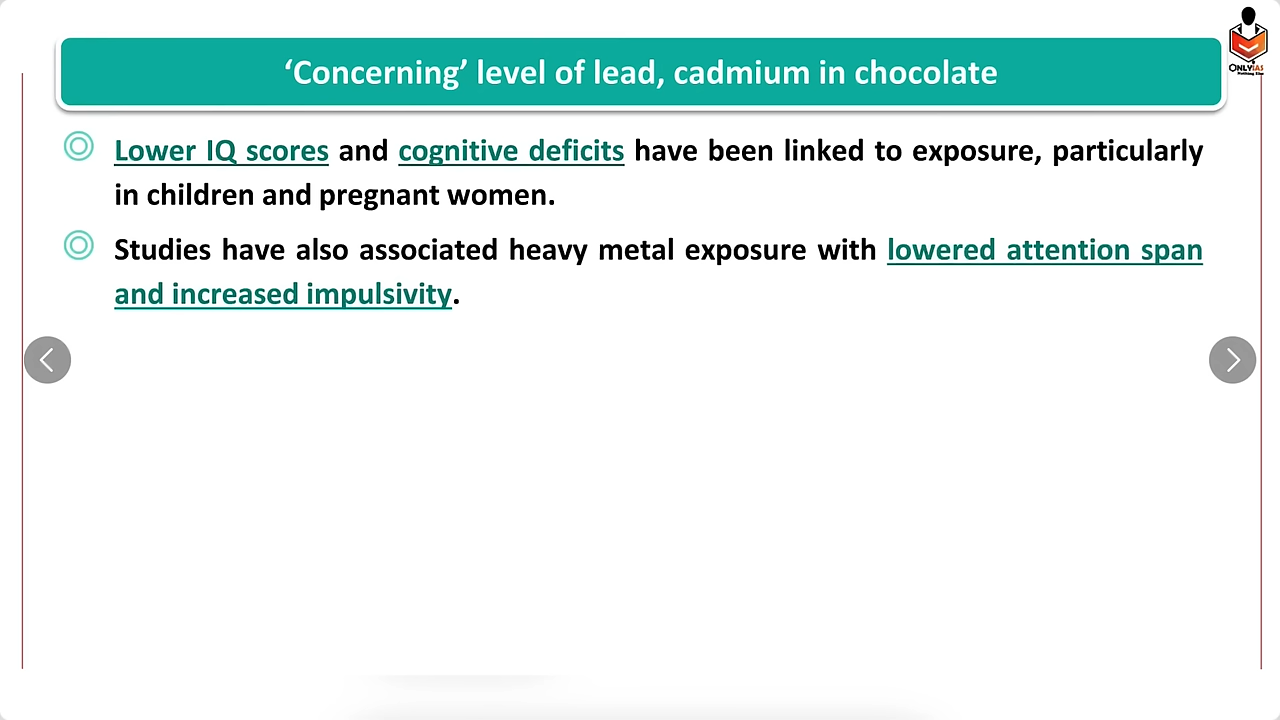 ‘Concerning’ level of lead, cadmium in chocolate
ONLYIAS
Nothing Else
Lower IQ scores and cognitive deficits have been linked to exposure, particularly
in children and pregnant women.
Studies have also associated heavy metal exposure with lowered attention span
and increased impulsivity.